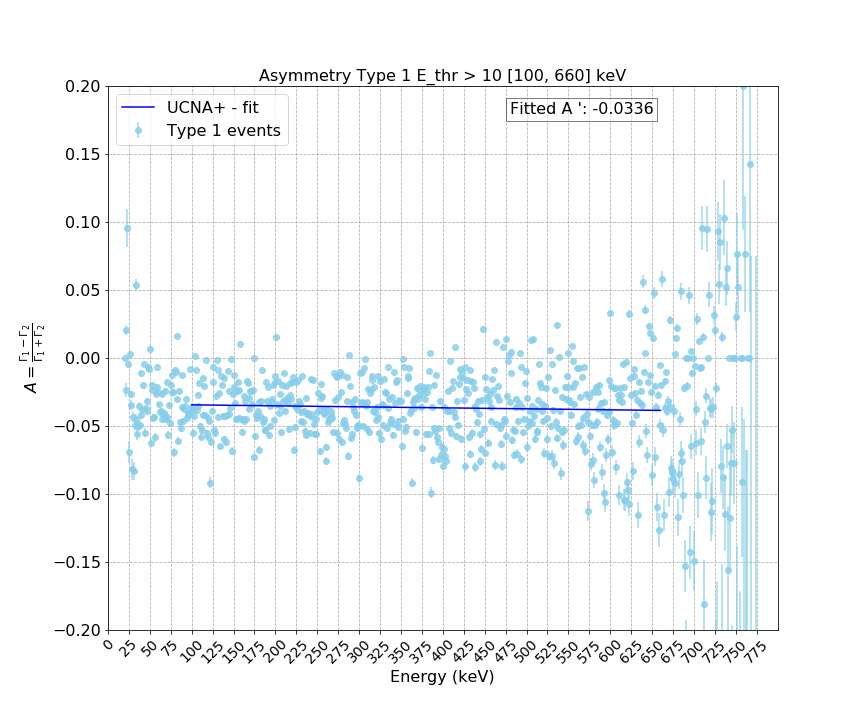 Asymmetry Type 1 E_thr > 10 [100, 660] keV
UCNA+ - fit
Type 1 events
Fitted A ': -0.0336
0.20
0.15
0.10
0.05
0.00
−0.05
−0.10
−0.15
−0.20
A = Γ1 − Γ2 / Γ1 + Γ2
0 25 50 75 100 125 150 175 200 225 250 275 300 325 350 375 400 425 450 475 500 525 550 575 600 625 650 675 700 725 750 775
Energy (keV)